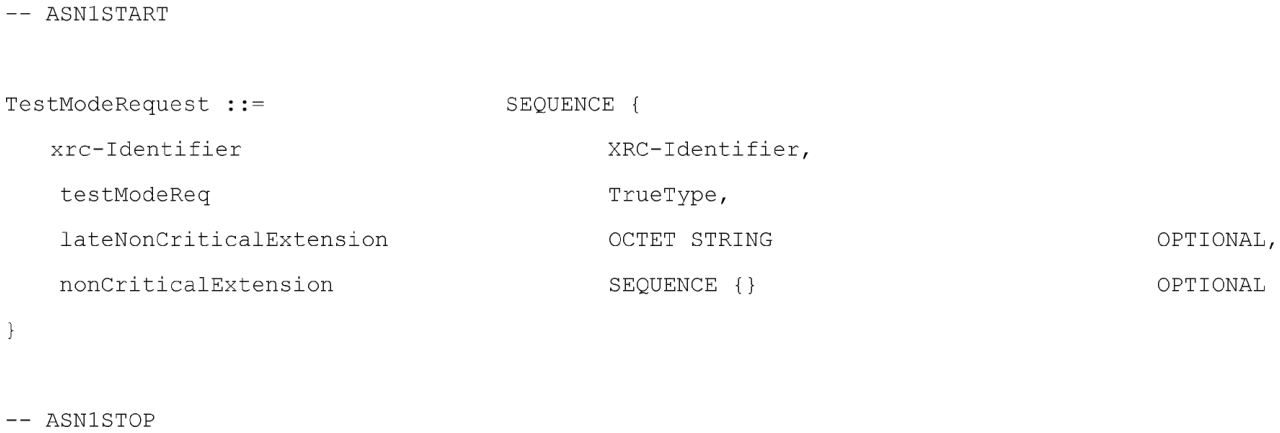 -- ASN1START
TestModeRequest ::= SEQUENCE {
xrc-Identifier XRC-Identifier,
testModeReq TrueType,
lateNonCriticalExtension OCTET STRING OPTIONAL,
nonCriticalExtension SEQUENCE {} OPTIONAL
}
-- ASN1STOP